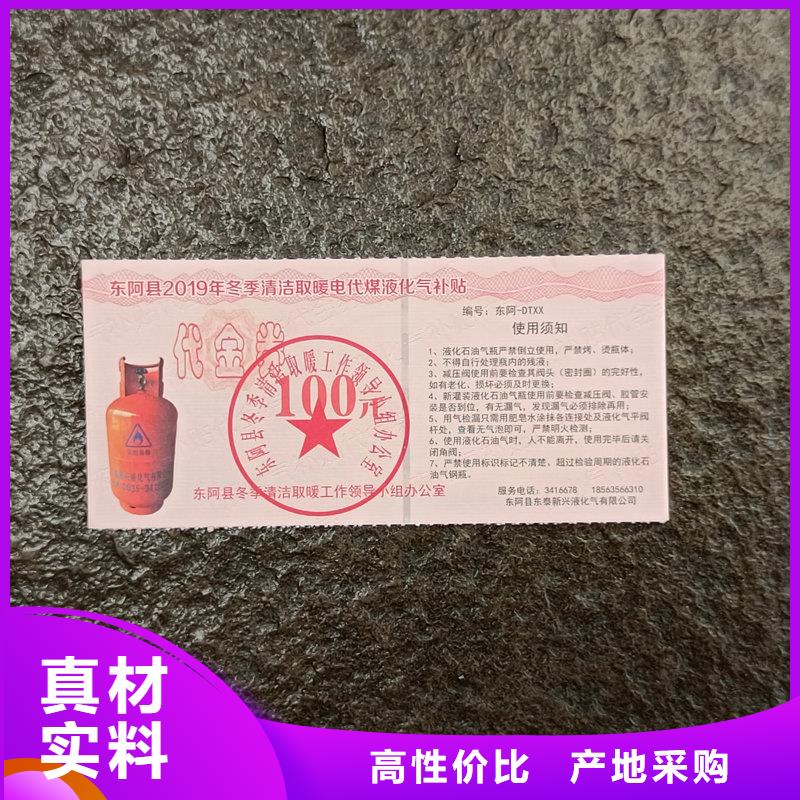 东阿县2019年冬季清洁取暖电代煤液化气补贴
代金券
100元
东阿县冬季清洁取暖工作领导小组办公室
东阿县冬季清洁取暖工作领导小组办公室
编号：东阿-DTXX
使用须知
1、液化石油气瓶严禁倒立使用，严禁烤、烫瓶体；
2、不得自行处理瓶内的残液；
3、减压阀使用前要检查其阀头（密封圈）的完好性，
如有老化、损坏必须及时更换；
4、新灌装液化石油气瓶使用前要检查减压阀、胶管安
装是否到位，有无漏气，发现漏气必须排除再用；
5、用气检漏只需用肥皂水涂抹各连接处及液化气平阀
杆处，查看无气泡即可，严禁明火检测；
6、使用液化石油气时，人不能离开，使用完毕后请关
闭角阀；
7、严禁使用标识标记不清楚、超过检验周期的液化石
油气钢瓶。
服务电话：3416678 18563566310
东阿县东泰新兴液化气有限公司
真材
实料
高性价比 产地采购